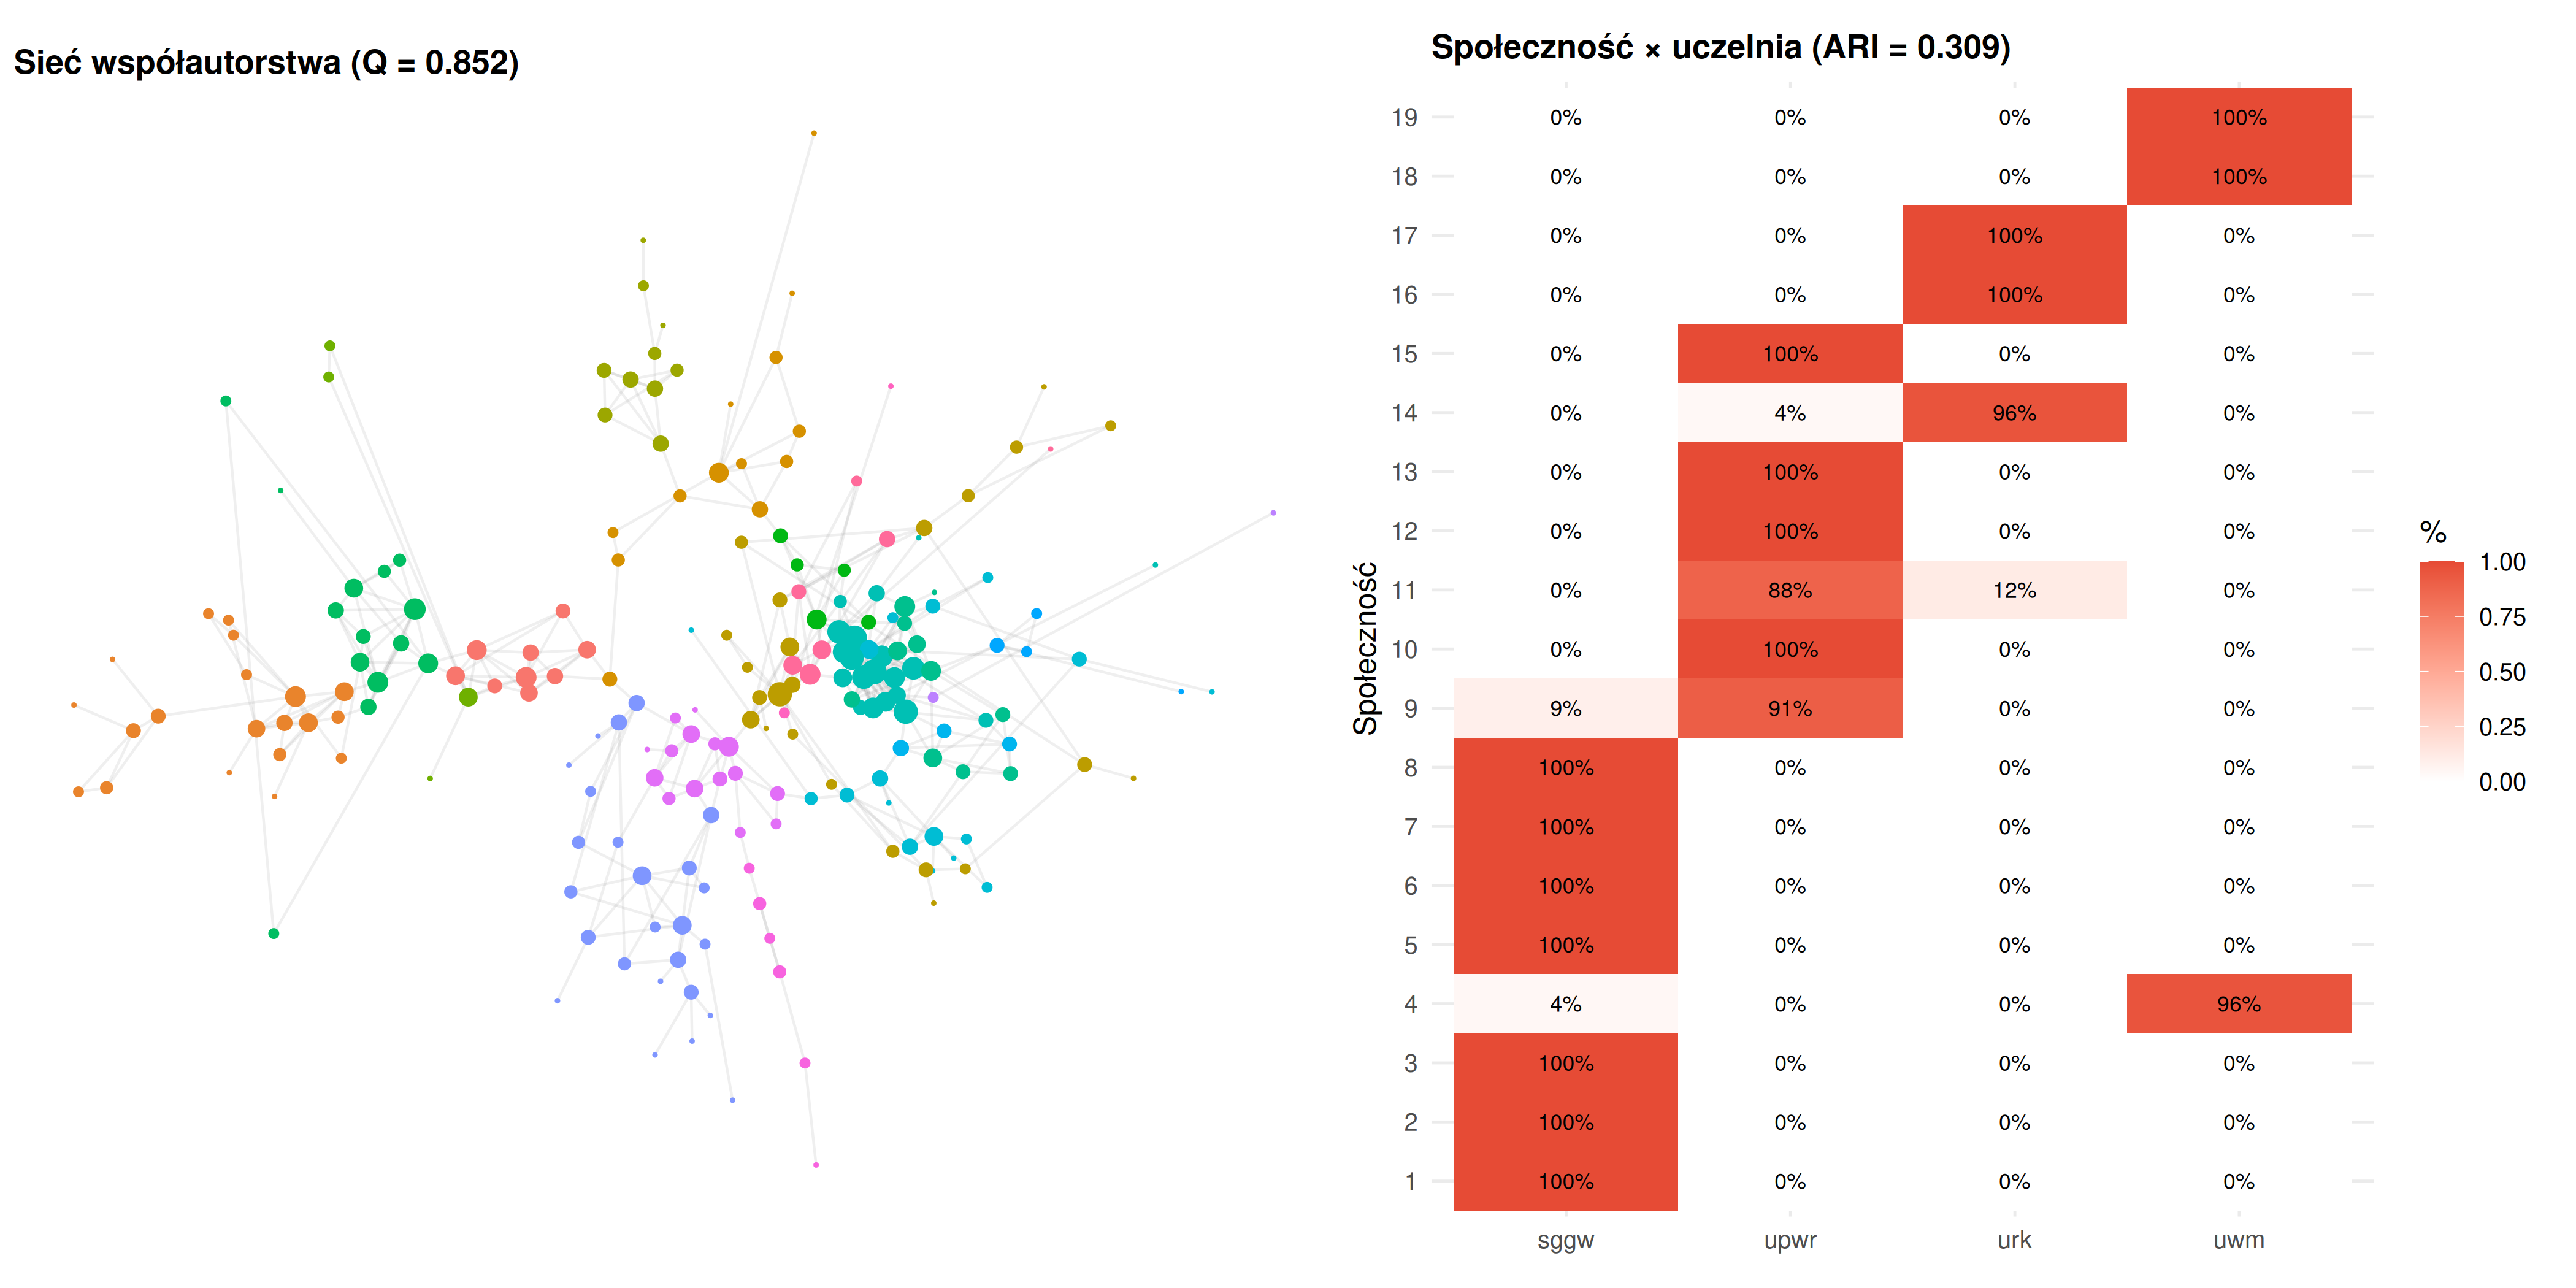 Sieć współautorstwa (Q = 0.852)
Społeczność × uczelnia (ARI = 0.309)
Społeczność
19 0% 0% 0% 100%
18 0% 0% 0% 100%
17 0% 0% 100% 0%
16 0% 0% 100% 0%
15 0% 100% 0% 0%
14 0% 4% 96% 0%
13 0% 100% 0% 0%
12 0% 100% 0% 0%
11 0% 88% 12% 0%
10 0% 100% 0% 0%
9 9% 91% 0% 0%
8 100% 0% 0% 0%
7 100% 0% 0% 0%
6 100% 0% 0% 0%
5 100% 0% 0% 0%
4 4% 0% 0% 96%
3 100% 0% 0% 0%
2 100% 0% 0% 0%
1 100% 0% 0% 0%
sggw upwr urk uwm
%
1.00
0.75
0.50
0.25
0.00